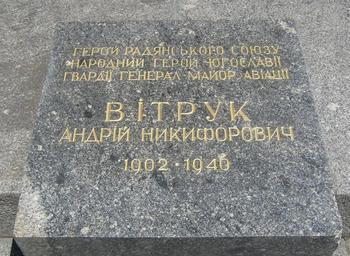 ГЕРОЙ РАДЯНСЬКОГО СОЮЗУ
НАРОДНИЙ ГЕРОЙ ЮГОСЛАВІЇ
ГВАРДІЇ ГЕНЕРАЛ МАЙОР АВІАЦІЇ
ВІТРУК
АНДРІЙ НИКИФОРОВИЧ
1902 · 1946